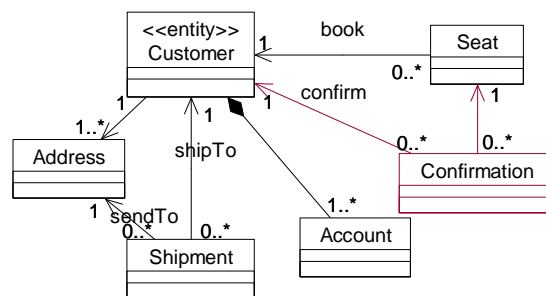 <<entity>>
Customer
book
Seat
1
0..*
1
confirm
1
1
1
1..*
Address
shipTo
0..*
0..*
Confirmation
1
sendTo
0..*
0..*
1..*
Account
Shipment